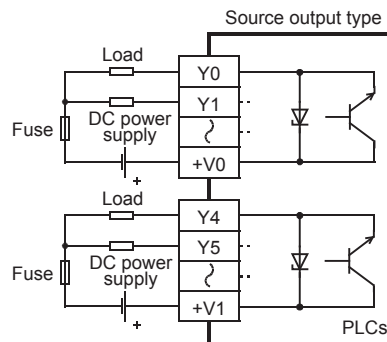 Source output type
Load
Y0
Y1
Fuse
DC power
supply
+V0
+
Load
Y4
Y5
Fuse
DC power
supply
+V1
+
PLCs